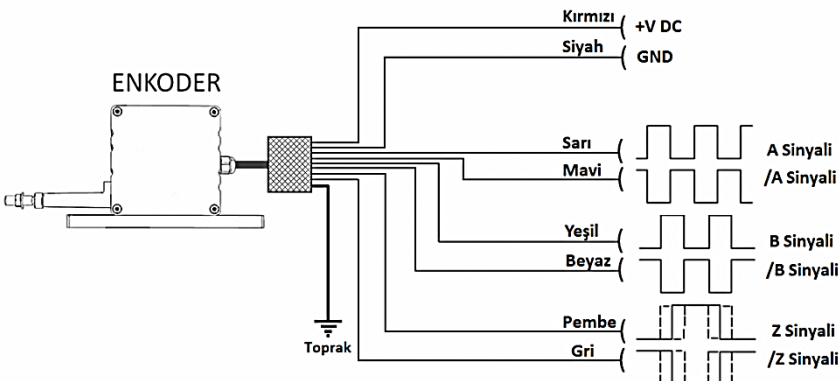 Kırmızı
+V DC
Siyah
GND
ENKODER
Sarı
A Sinyali
Mavi
/A Sinyali
Yeşil
B Sinyali
Beyaz
/B Sinyali
Toprak
Pembe
Z Sinyali
Gri
/Z Sinyali